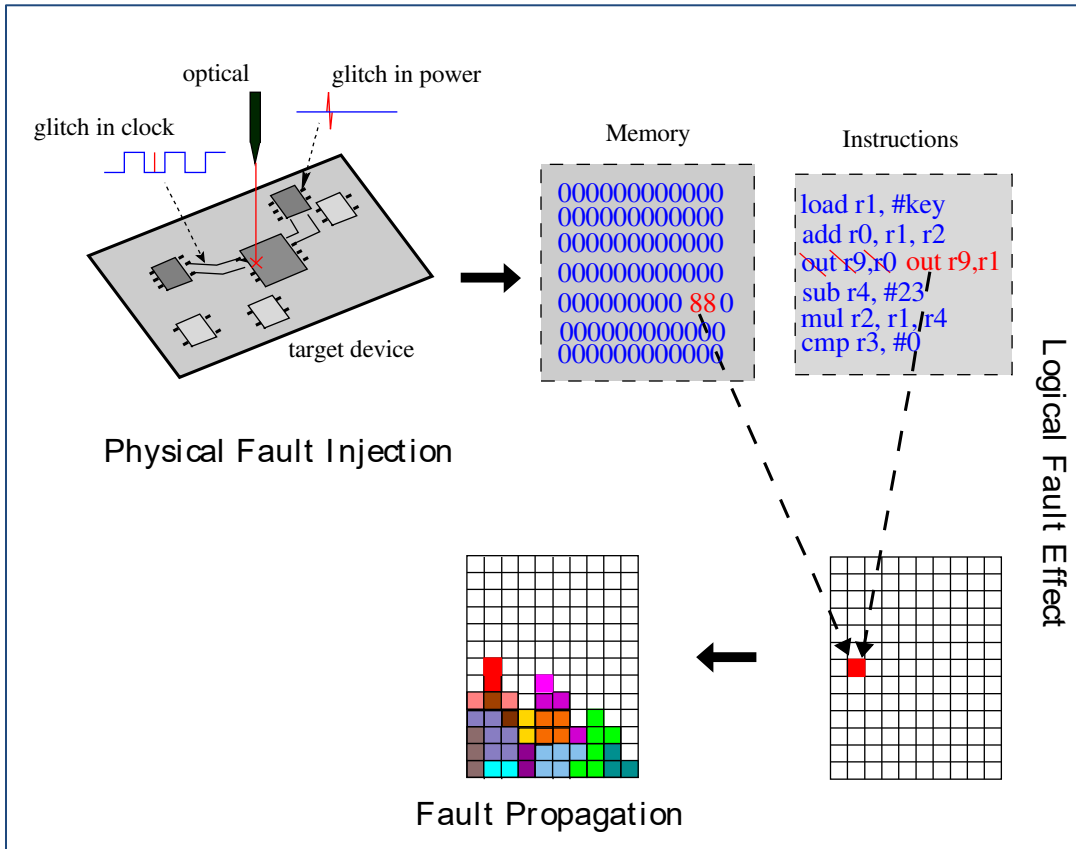 optical
glitch in power
glitch in clock
target device
Physical Fault Injection
Memory
000000000000
000000000000
000000000000
000000000000
000000000 88 0
000000000000
000000000000
Instructions
load r1, #key
add r0, r1, r2
out r9,r0 out r9,r1
sub r4, #23
mul r2, r1, r4
cmp r3, #0
Logical Fault Effect
Fault Propagation